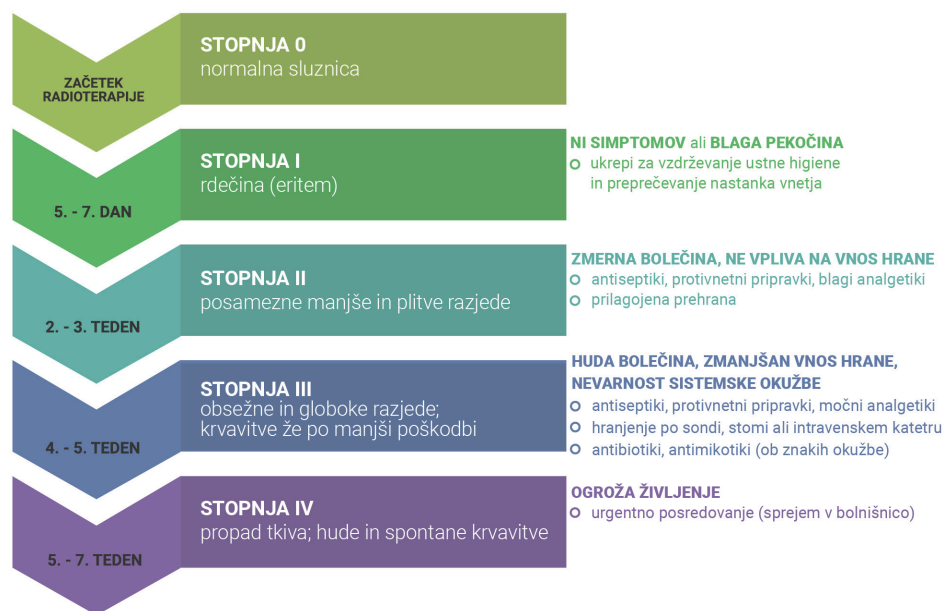 ZAČETEK
RADIOTERAPIJE
STOPNJA 0
normalna sluznica
5. - 7. DAN
STOPNJA I
rdečina (eritem)
NI SIMPTOMOV ali BLAGA PEKOČINA
ukrepi za vzdrževanje ustne higiene
in preprečevanje nastanka vnetja
2. - 3. TEDEN
STOPNJA II
posamezne manjše in plitve razjede
ZMERNA BOLEČINA, NE VPLIVA NA VNOS HRANE
antiseptiki, protivnetni pripravki, blagi analgetiki
prilagojena prehrana
4. - 5. TEDEN
STOPNJA III
obsežne in globoke razjede;
krvavitve že po manjši poškodbi
HUDA BOLEČINA, ZMANJŠAN VNOS HRANE,
NEVARNOST SISTEMSKE OKUŽBE
antiseptiki, protivnetni pripravki, močni analgetiki
hranjenje po sondi, stomi ali intravenskem katetru
antibiotiki, antimikotiki (ob znakih okužbe)
5. - 7. TEDEN
STOPNJA IV
propad tkiva; hude in spontane krvavitve
OGROŽA ŽIVLJENJE
urgentno posredovanje (sprejem v bolnišnico)